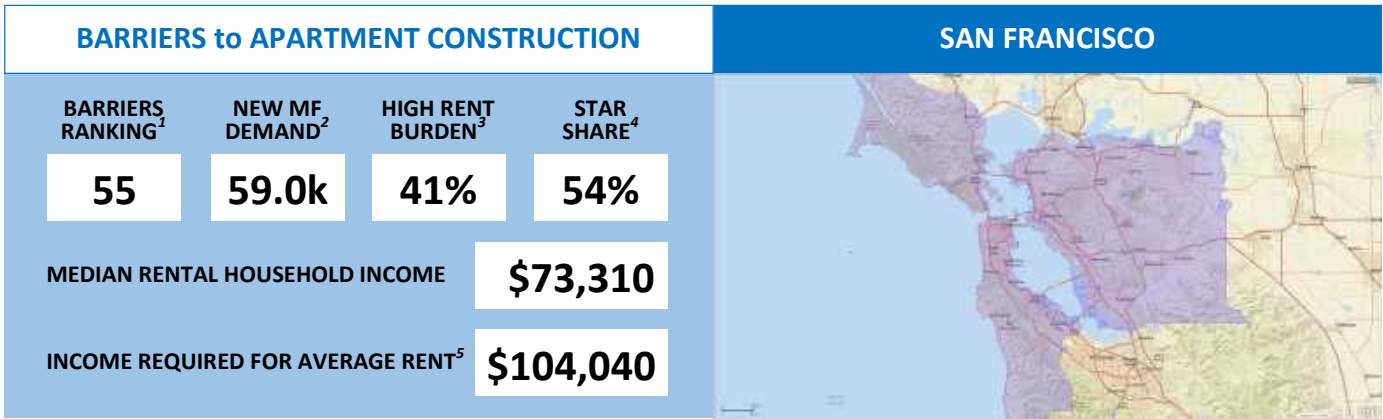 BARRIERS to APARTMENT CONSTRUCTION
SAN FRANCISCO
BARRIERS
RANKING1
NEW MF
DEMAND2
HIGH RENT
BURDEN3
STAR
SHARE4
55
59.0k
41%
54%
MEDIAN RENTAL HOUSEHOLD INCOME
$73,310
INCOME REQUIRED FOR AVERAGE RENT5
$104,040